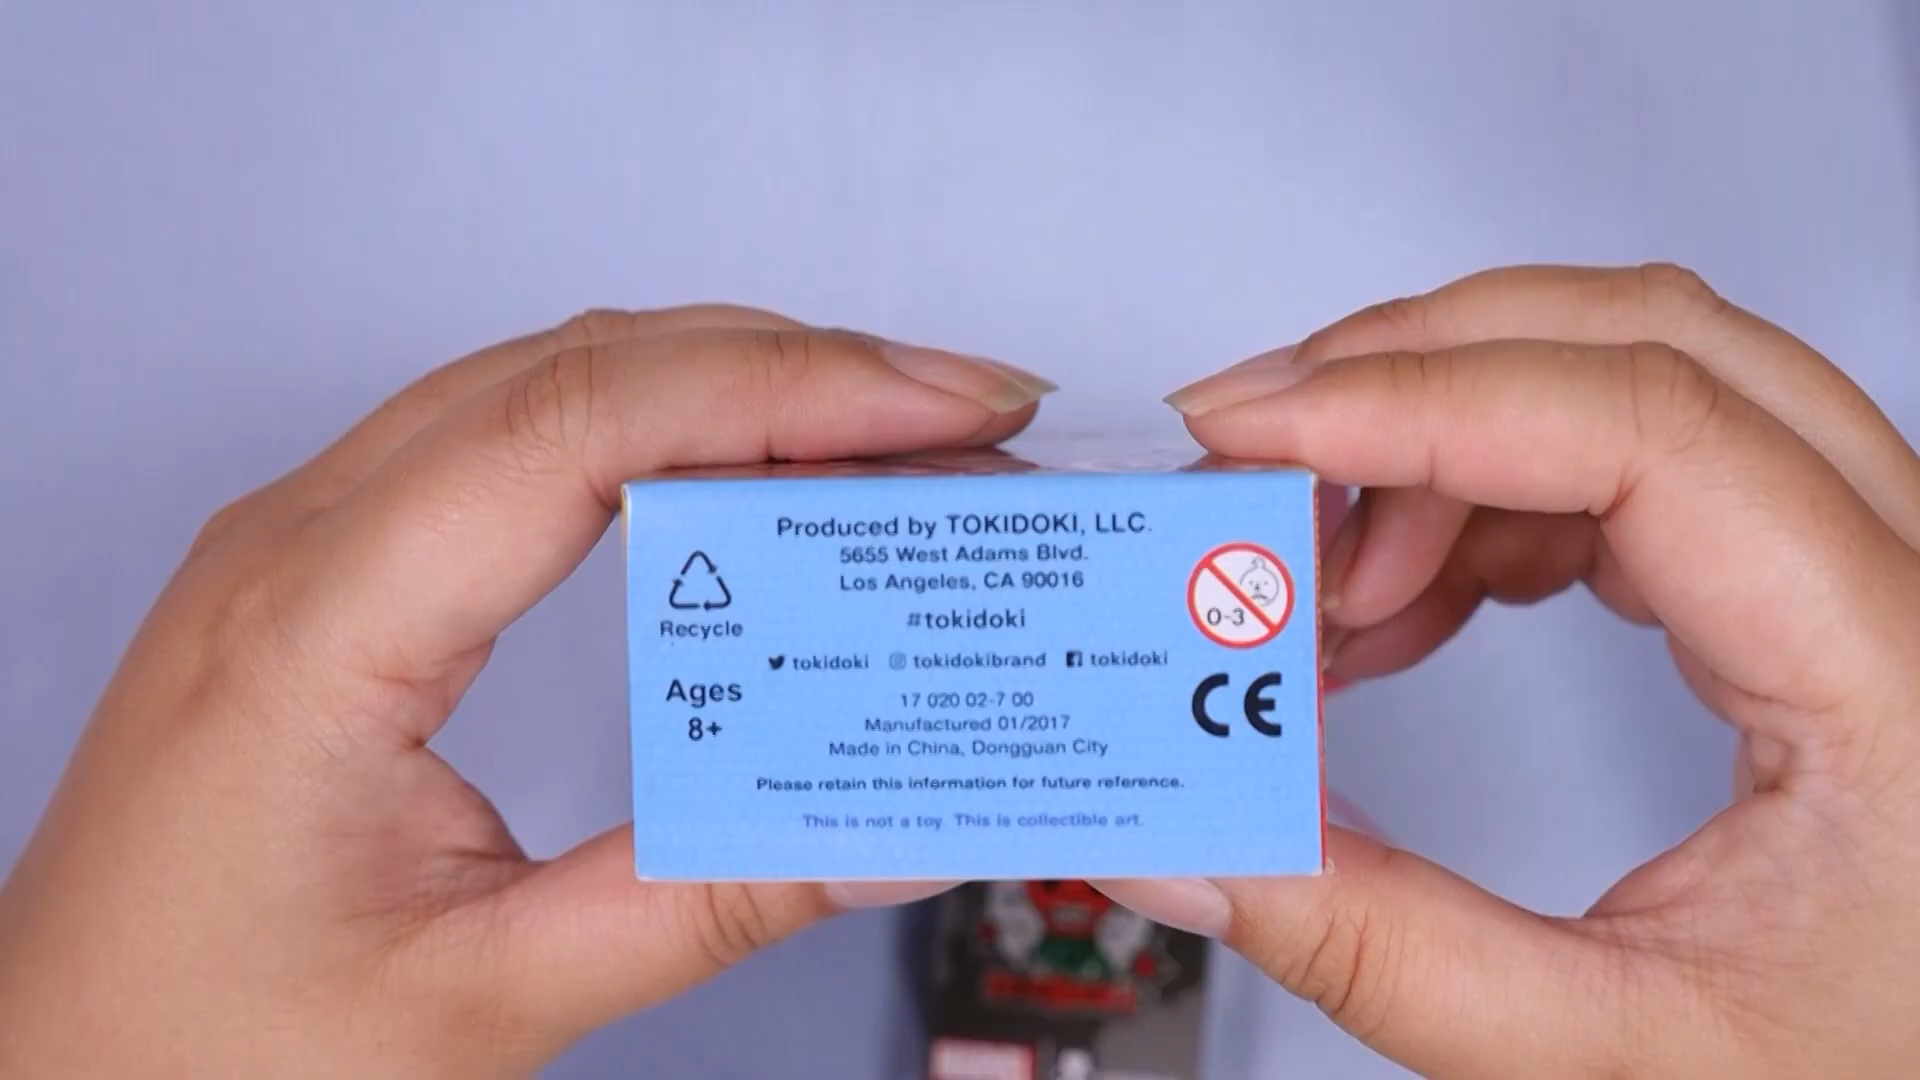 Produced by TOKIDOKI, LLC.
5655 West Adams Blvd.
Los Angeles, CA 90016
#tokidoki
tokidoki tokidokibrand tokidoki
17 020 02-7 00
Manufactured 01/2017
Made in China, Dongguan City
Please retain this information for future reference.
This is not a toy. This is collectible art.
Recycle
Ages
8+
0-3
CE